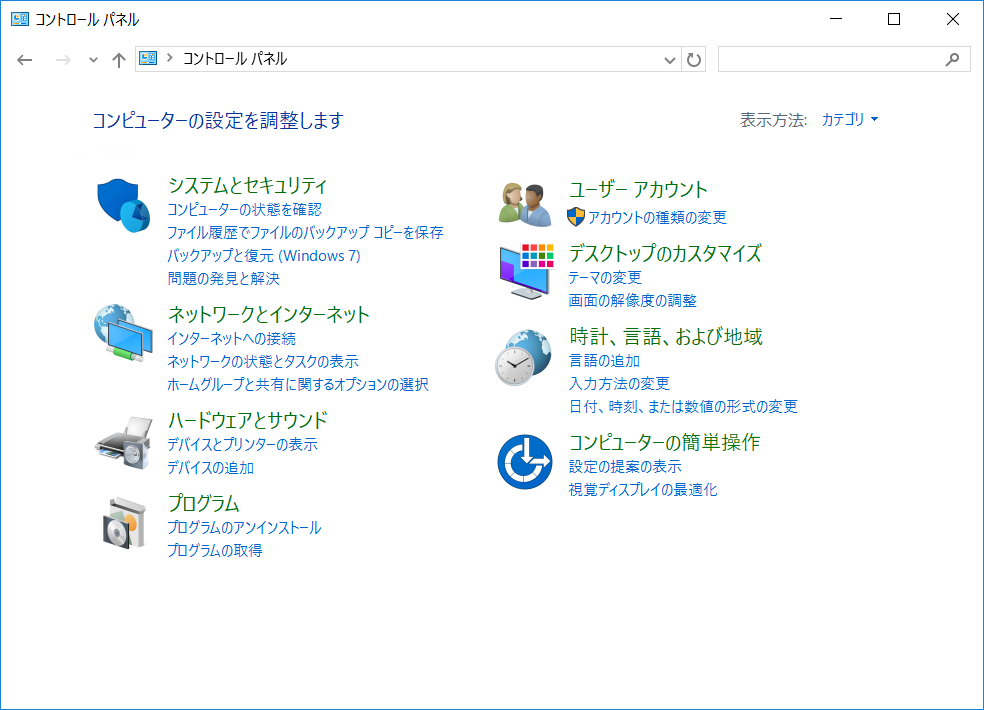 コントロール パネル
コントロール パネル
コンピューターの設定を調整します
表示方法: カテゴリ
システムとセキュリティ
コンピューターの状態を確認
ファイル履歴でファイルのバックアップ コピーを保存
バックアップと復元 (Windows 7)
問題の発見と解決
ネットワークとインターネット
インターネットへの接続
ネットワークの状態とタスクの表示
ホームグループと共有に関するオプションの選択
ハードウェアとサウンド
デバイスとプリンターの表示
デバイスの追加
プログラム
プログラムのアンインストール
プログラムの取得
ユーザー アカウント
アカウントの種類の変更
デスクトップのカスタマイズ
テーマの変更
画面の解像度の調整
時計、言語、および地域
言語の追加
入力方法の変更
日付、時刻、または数値の形式の変更
コンピューターの簡単操作
設定の提案の表示
視覚ディスプレイの最適化